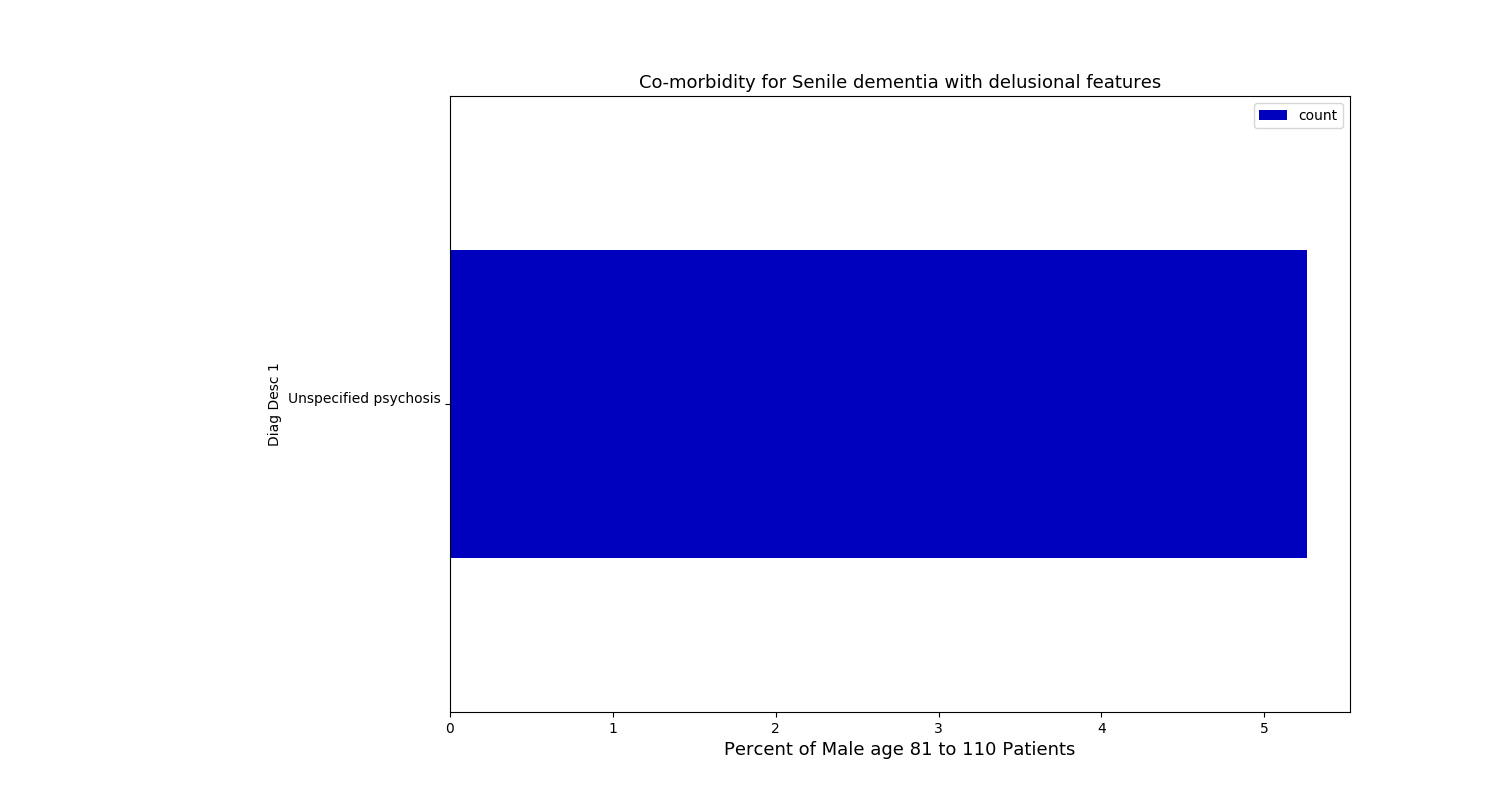 Co-morbidity for Senile dementia with delusional features
count
Diag Desc 1
Unspecified psychosis
0 1 2 3 4 5
Percent of Male age 81 to 110 Patients